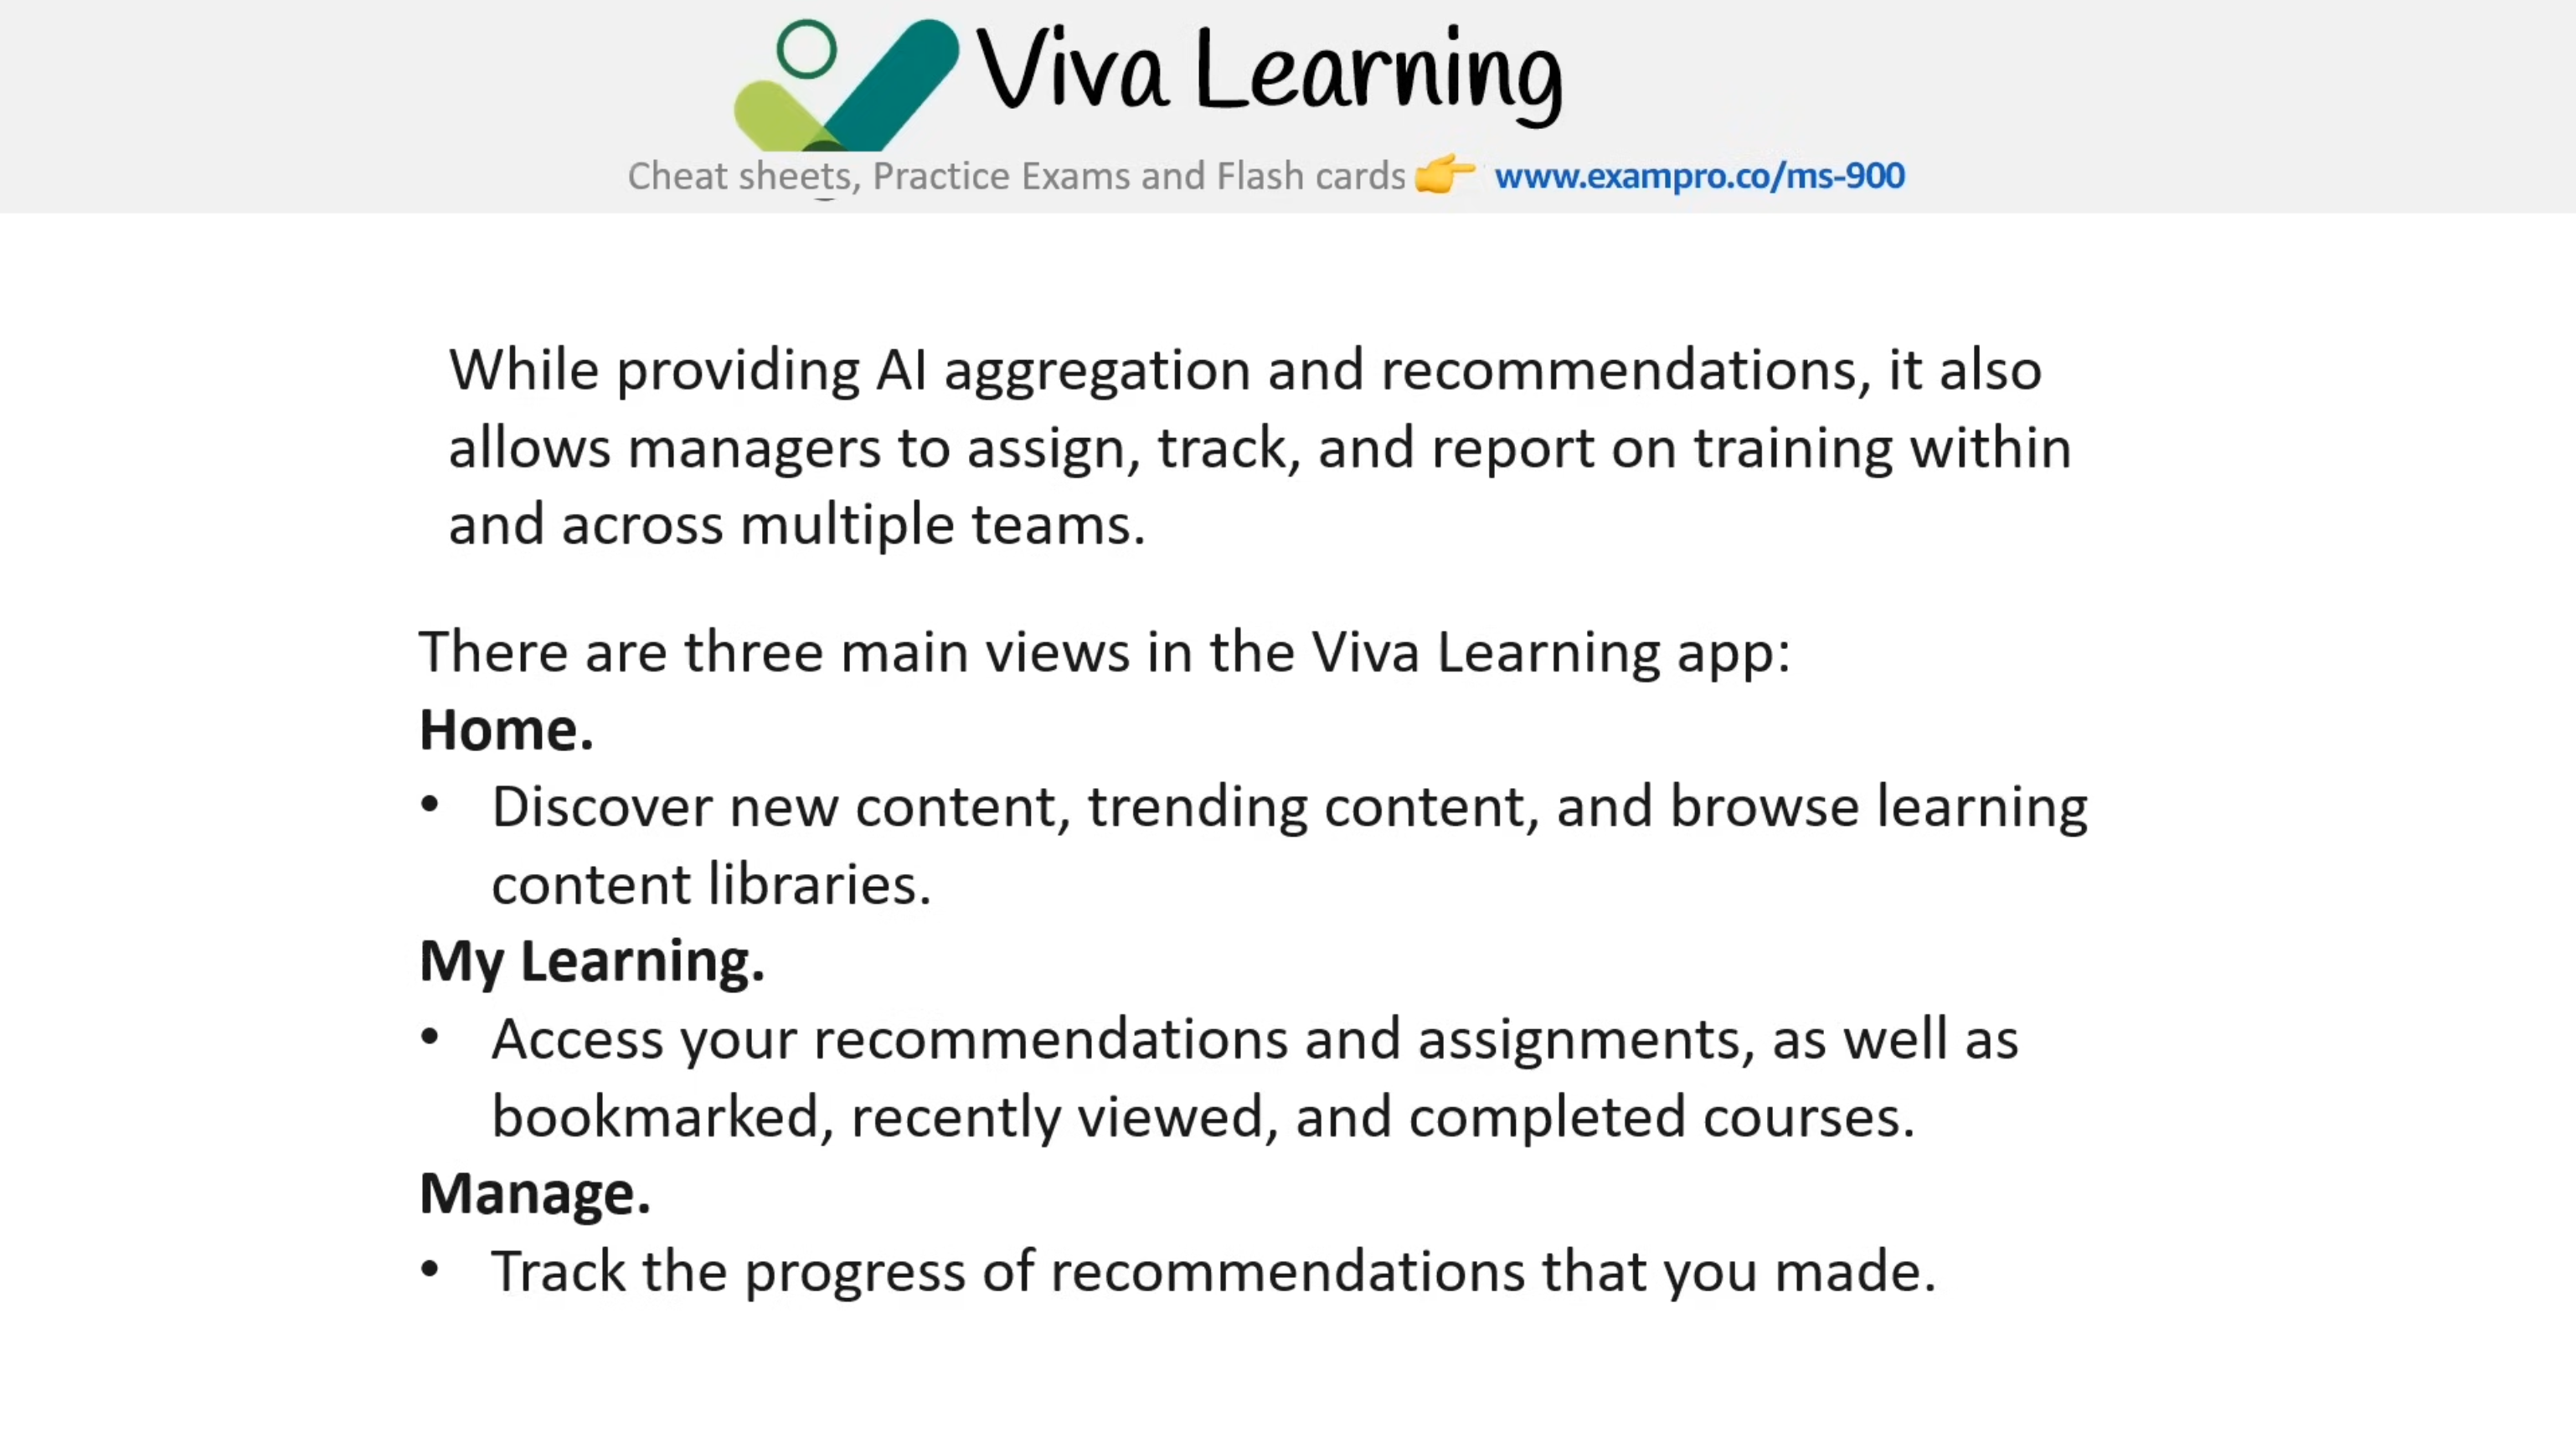 Viva Learning
Cheat sheets, Practice Exams and Flash cards 👉 www.exampro.co/ms-900
While providing AI aggregation and recommendations, it also
allows managers to assign, track, and report on training within
and across multiple teams.
There are three main views in the Viva Learning app:
Home.
• Discover new content, trending content, and browse learning
content libraries.
My Learning.
• Access your recommendations and assignments, as well as
bookmarked, recently viewed, and completed courses.
Manage.
• Track the progress of recommendations that you made.